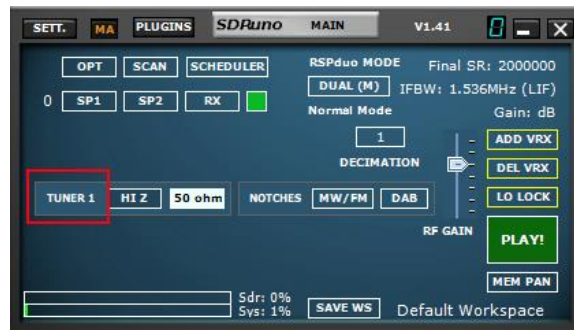 SETT. MA PLUGINS SDRuno MAIN V1.41 0
OPT SCAN SCHEDULER RSPduo MODE Final SR: 2000000
DUAL (M) IFBW: 1.536MHz (LIF)
0 SP1 SP2 RX Normal Mode Gain: dB
1 ADD VRX
DECIMATION DEL VRX
TUNER 1 HI Z 50 ohm NOTCHES MW/FM DAB LO LOCK
RF GAIN PLAY!
MEM PAN
Sdr: 0%
Sys: 1% SAVE WS Default Workspace